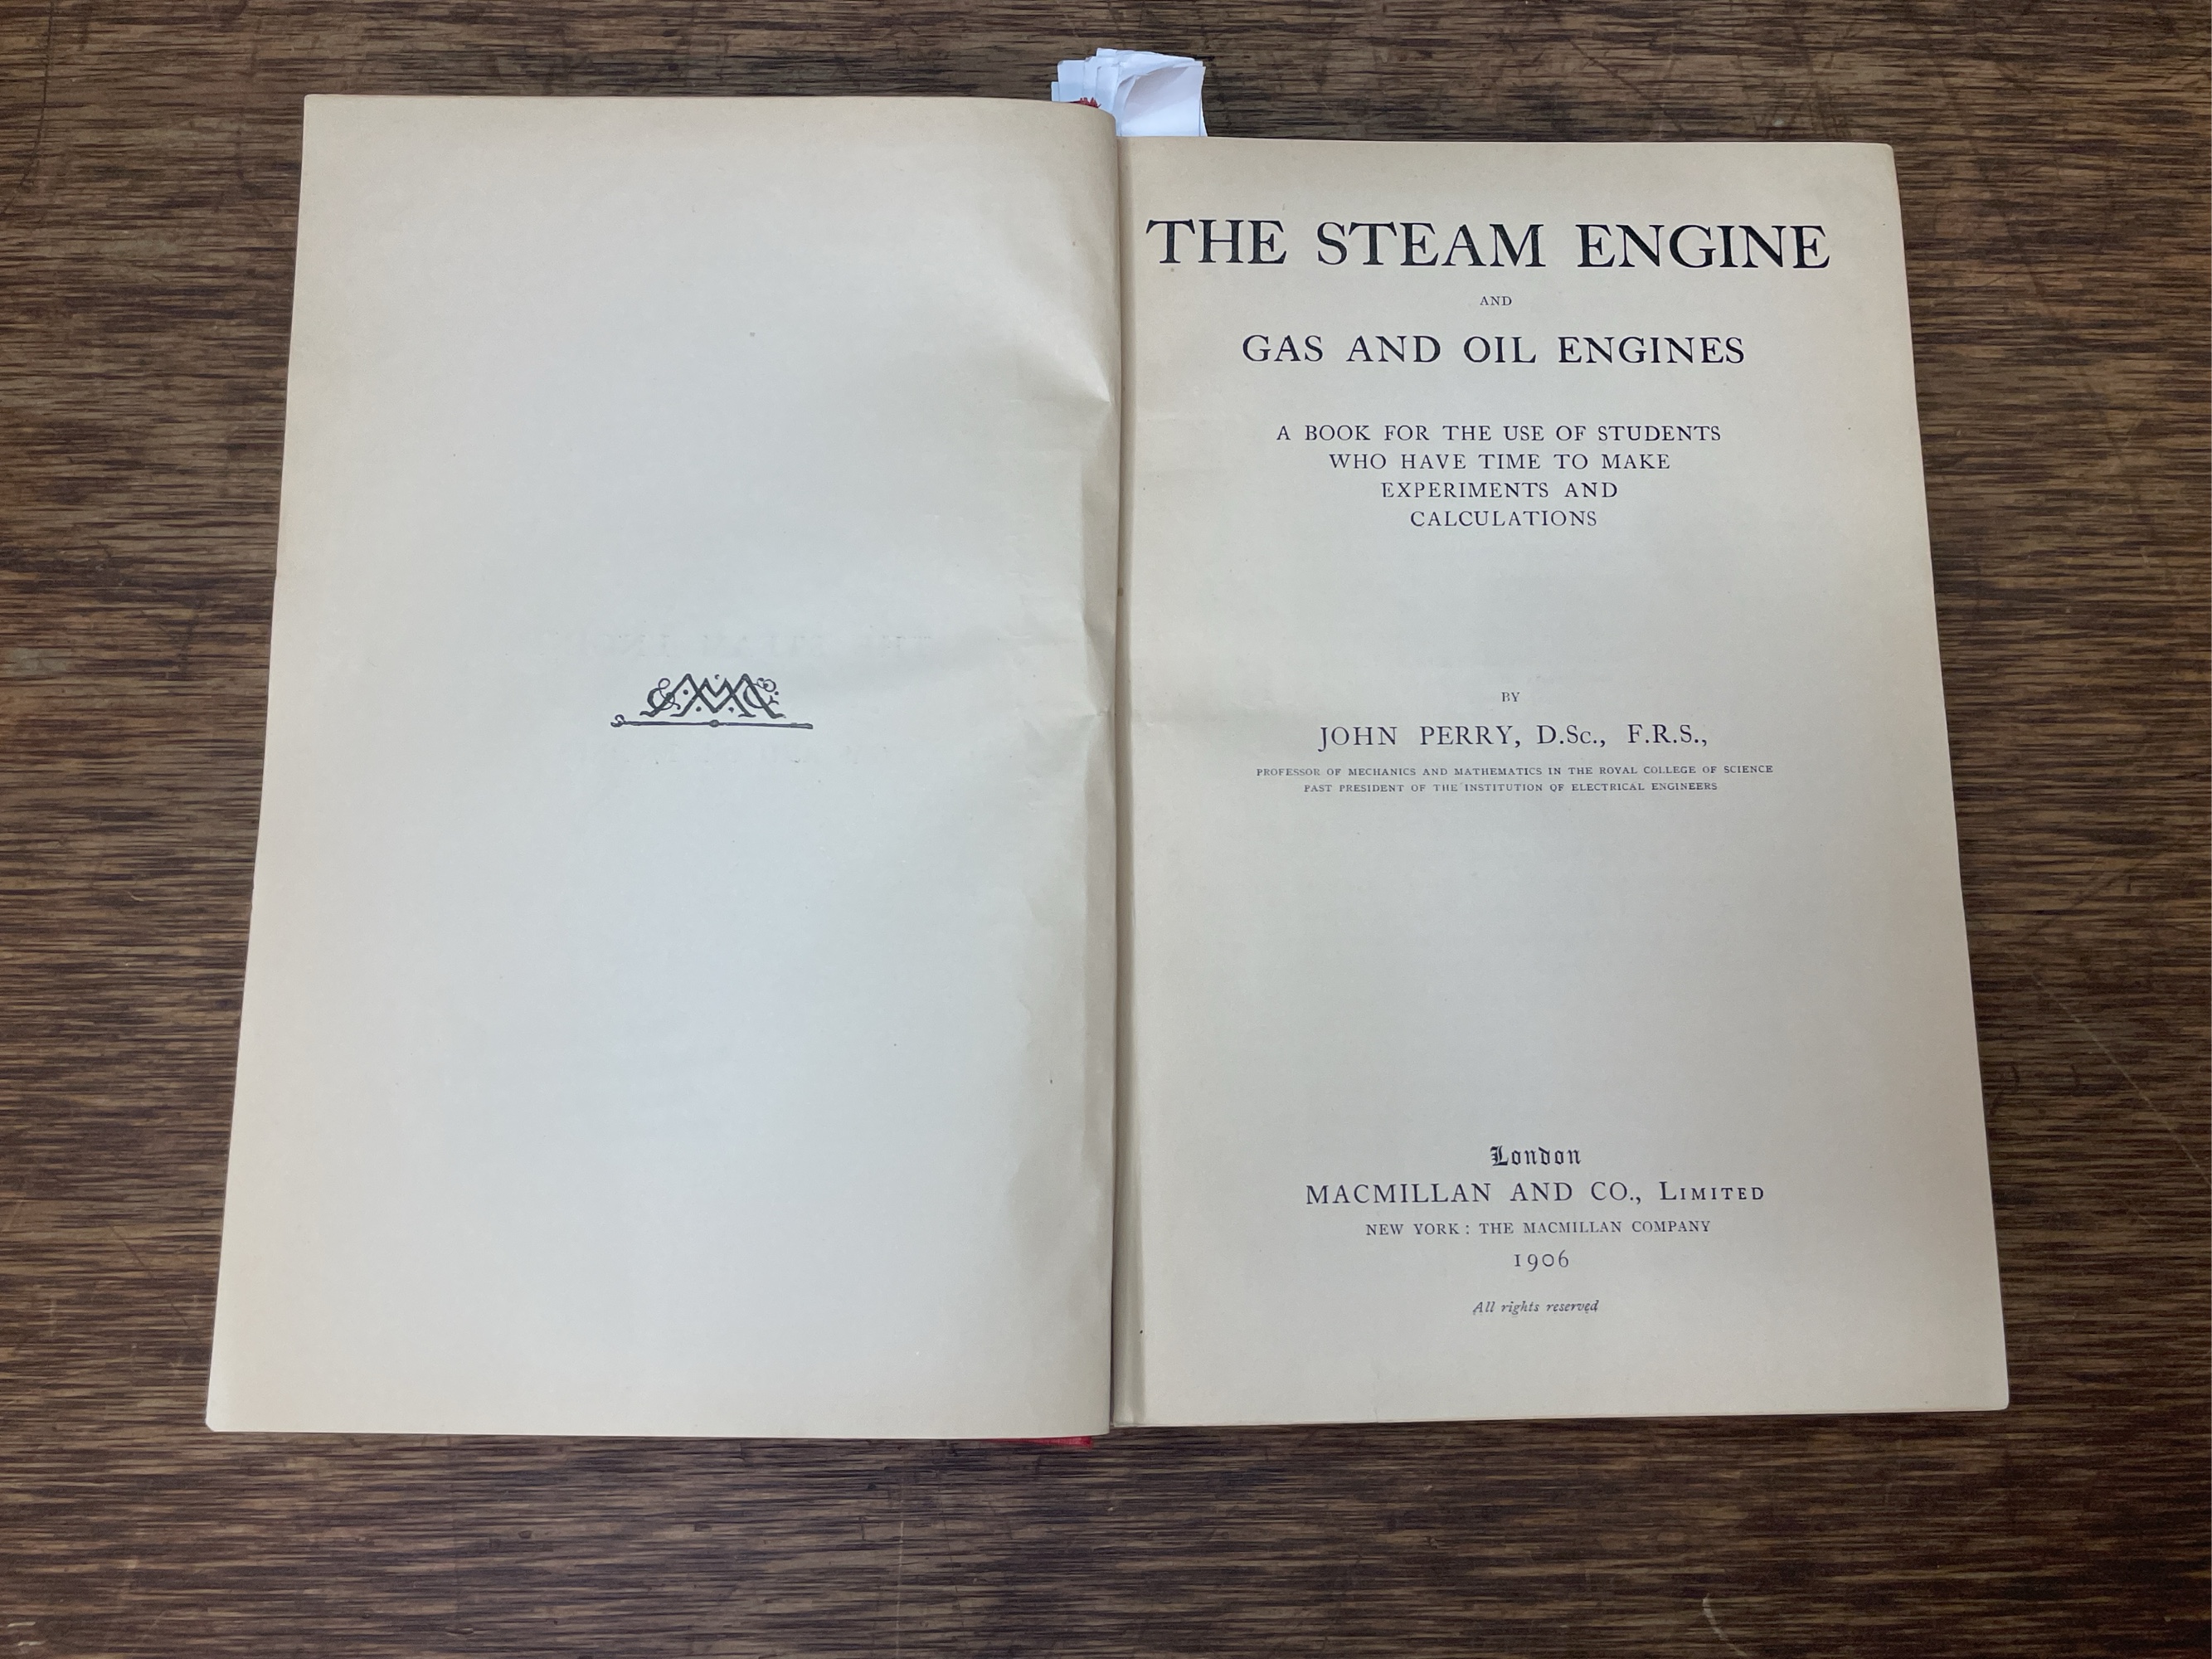 THE STEAM ENGINE
AND
GAS AND OIL ENGINES
A BOOK FOR THE USE OF STUDENTS
WHO HAVE TIME TO MAKE
EXPERIMENTS AND
CALCULATIONS
BY
JOHN PERRY, D.Sc., F.R.S.,
PROFESSOR OF MECHANICS AND MATHEMATICS IN THE ROYAL COLLEGE OF SCIENCE
PAST PRESIDENT OF THE INSTITUTION OF ELECTRICAL ENGINEERS
London
MACMILLAN AND CO., LIMITED
NEW YORK: THE MACMILLAN COMPANY
1906
All rights reserved